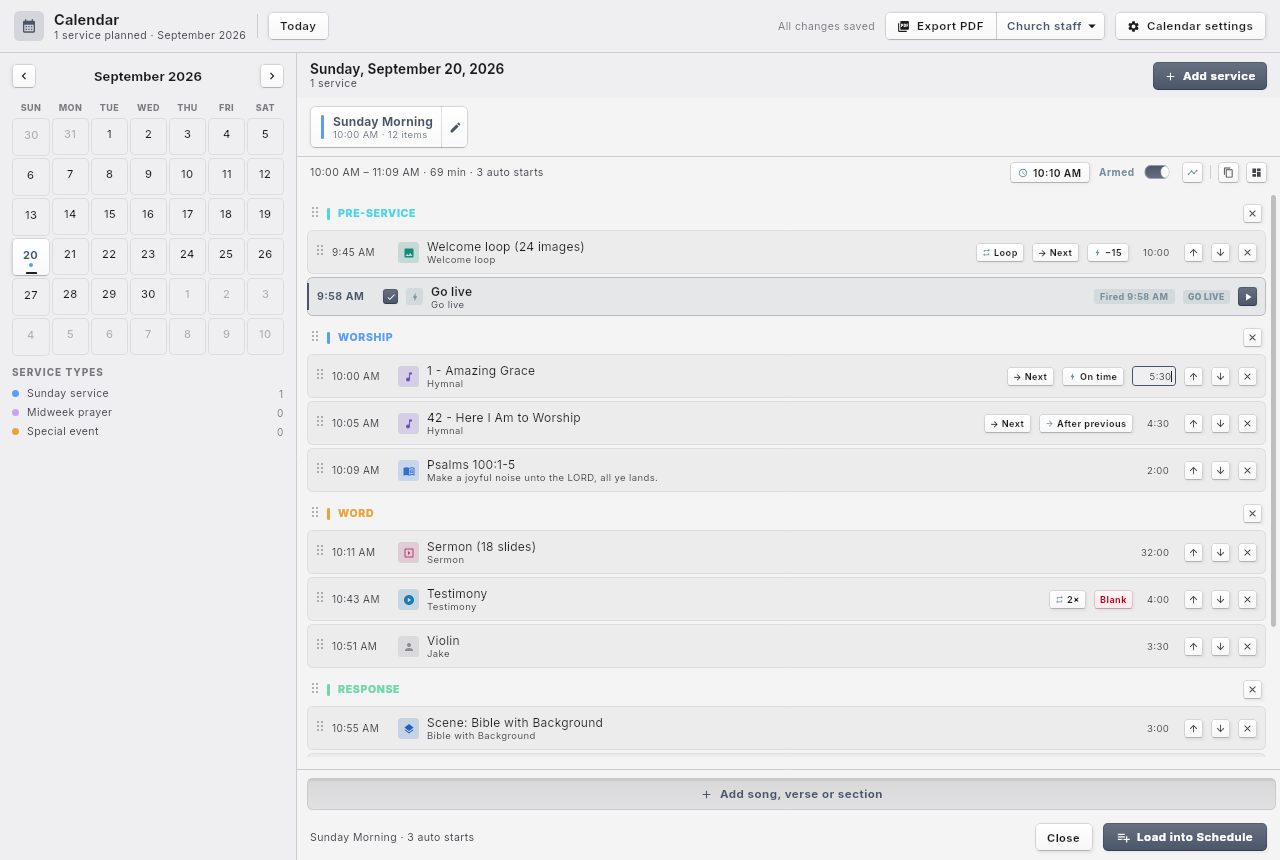 Calendar
1 service planned · September 2026
Today
All changes saved
Export PDF
Church staff
Calendar settings
September 2026
SUN MON TUE WED THU FRI SAT
30 31 1 2 3 4 5
6 7 8 9 10 11 12
13 14 15 16 17 18 19
20 21 22 23 24 25 26
27 28 29 30 1 2 3
4 5 6 7 8 9 10
SERVICE TYPES
Sunday service 1
Midweek prayer 0
Special event 0
Sunday, September 20, 2026
1 service
Add service
Sunday Morning
10:00 AM · 12 items
10:00 AM – 11:09 AM · 69 min · 3 auto starts
10:10 AM
Armed
PRE-SERVICE
9:45 AM
Welcome loop (24 images)
Welcome loop
Loop
→ Next
−15
10:00
9:58 AM
Go live
Go live
Fired 9:58 AM
GO LIVE
WORSHIP
10:00 AM
1 - Amazing Grace
Hymnal
→ Next
On time
5:30
10:05 AM
42 - Here I Am to Worship
Hymnal
→ Next
After previous
4:30
10:09 AM
Psalms 100:1-5
Make a joyful noise unto the LORD, all ye lands.
2:00
WORD
10:11 AM
Sermon (18 slides)
Sermon
32:00
10:43 AM
Testimony
Testimony
2×
Blank
4:00
10:51 AM
Violin
Jake
3:30
RESPONSE
10:55 AM
Scene: Bible with Background
Bible with Background
3:00
Add song, verse or section
Sunday Morning · 3 auto starts
Close
Load into Schedule